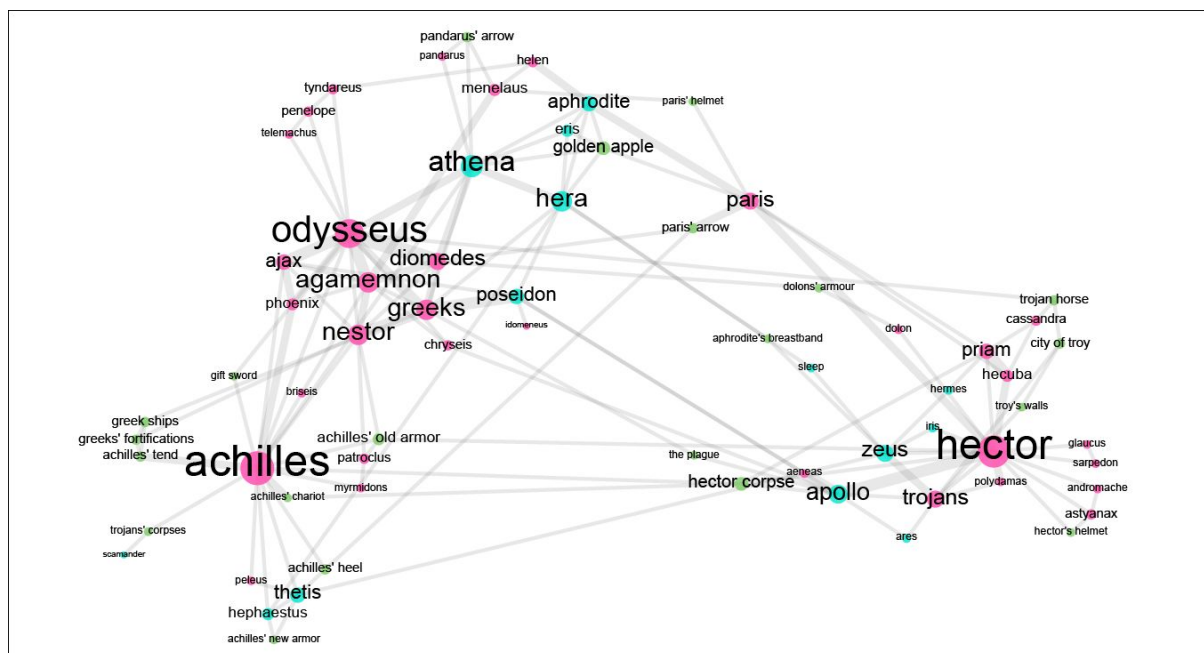 pandarus' arrow
pandarus
helen
tyndareus
menelaus
penelope
aphrodite
paris' helmet
telemachus
eris
golden apple
athena
hera
paris
odysseus
paris' arrow
ajax
diomedes
agamemnon
phoenix
greeks
poseidon
dolons' armour
trojan horse
cassandra
idomeneus
nestor
chryseis
aphrodite's breastband
dolon
priam
city of troy
sleep
hecuba
gift sword
briseis
hermes
troy's walls
greek ships
greeks' fortifications
achilles' tend
achilles
achilles' old armor
patroclus
iris
zeus
hector
glaucus
the plague
sarpedon
aeneas
myrmidons
hector corpse
polydamas
andromache
achilles' chariot
apollo
trojans
astyanax
trojans' corpses
hector's helmet
ares
scamander
achilles' heel
peleus
thetis
hephaestus
achilles' new armor